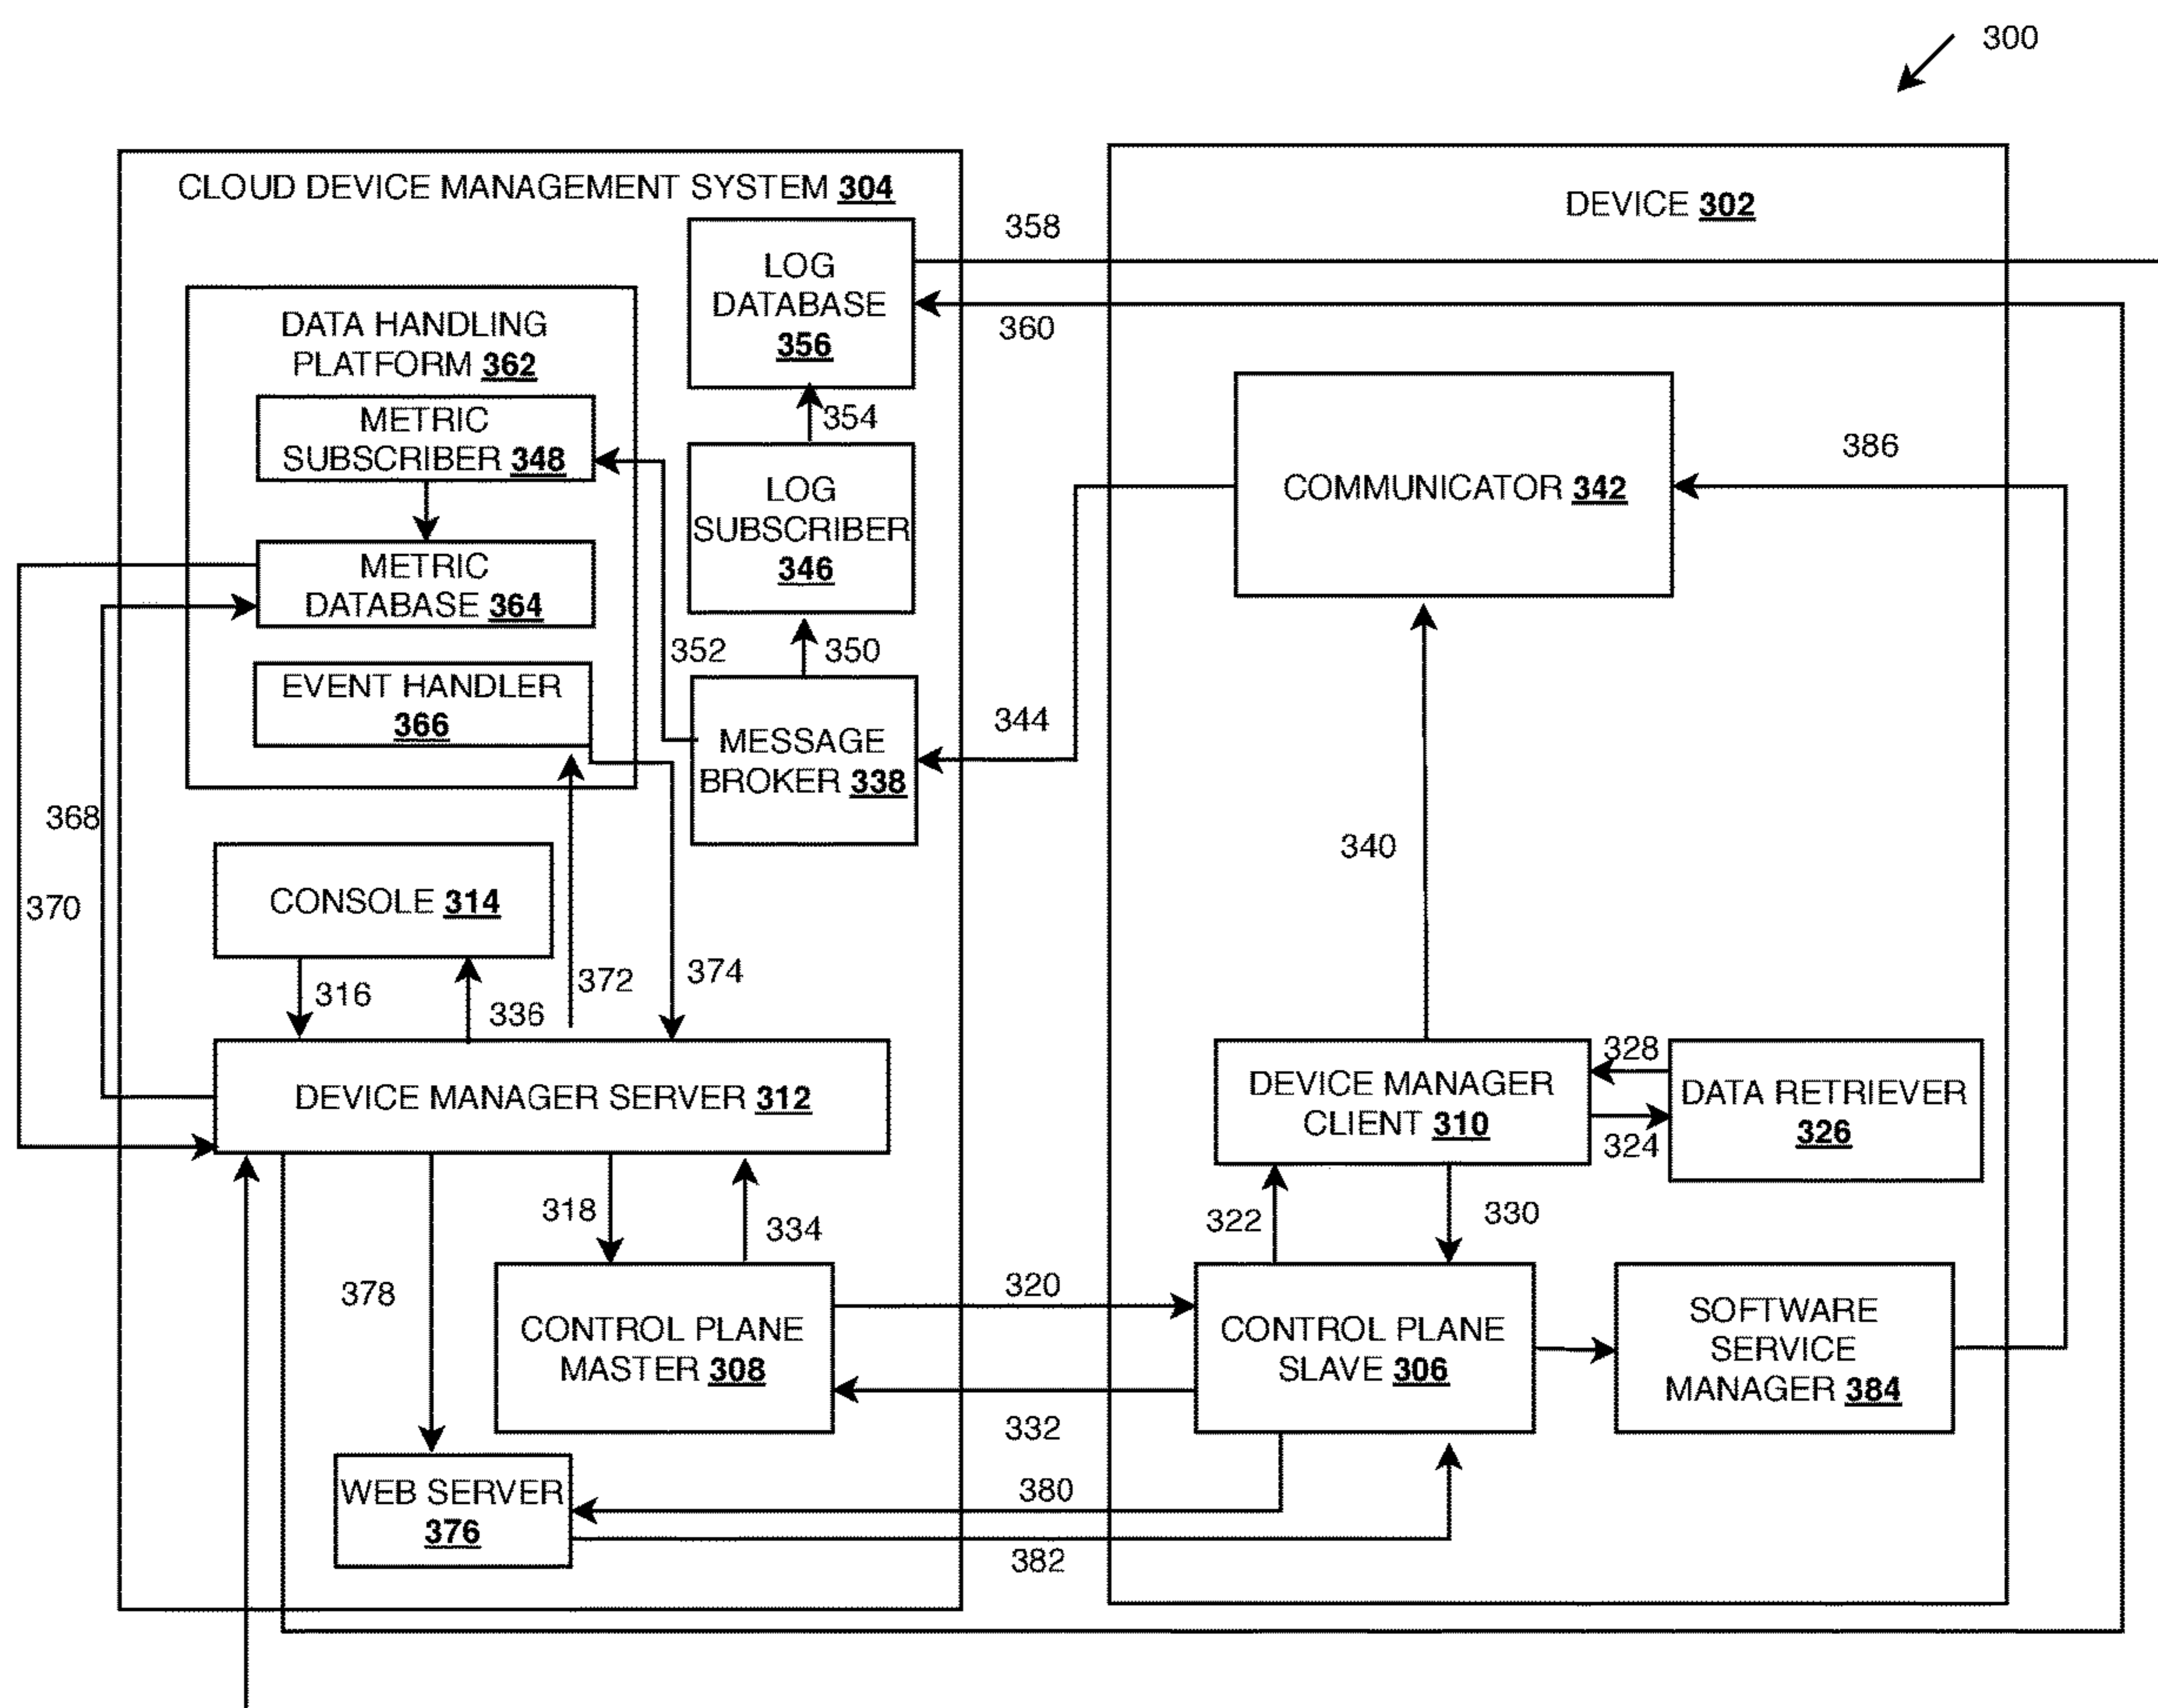 300
CLOUD DEVICE MANAGEMENT SYSTEM 304
DEVICE 302
358
LOG
DATABASE
356
360
DATA HANDLING
PLATFORM 362
METRIC
SUBSCRIBER 348
354
LOG
SUBSCRIBER
346
COMMUNICATOR 342
386
METRIC
DATABASE 364
352
350
EVENT HANDLER
366
MESSAGE
BROKER 338
344
368
340
CONSOLE 314
370
316
336
372
374
DEVICE MANAGER SERVER 312
DEVICE MANAGER
CLIENT 310
328
324
DATA RETRIEVER
326
318
334
322
330
378
320
CONTROL PLANE
MASTER 308
CONTROL PLANE
SLAVE 306
SOFTWARE
SERVICE
MANAGER 384
332
WEB SERVER
376
380
382